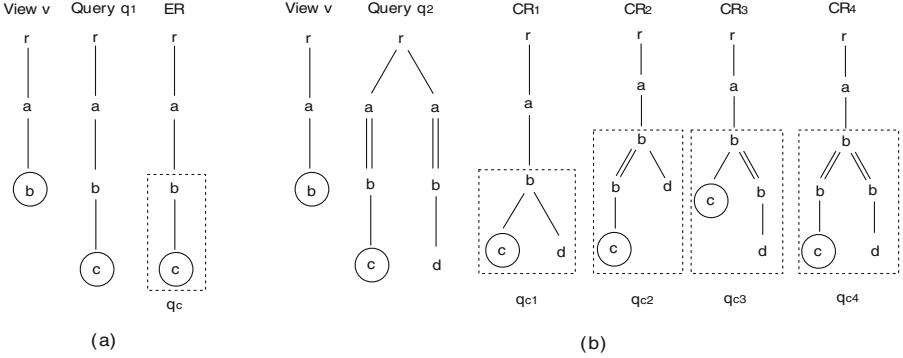 View v Query q1 ER View v Query q2 CR1 CR2 CR3 CR4
r r r r r r r r r
a a a a a a a a a a
b b b
b b b b b b b
b b b b
d
c c c
c c c d c d c d c d
qc qc1 qc2 qc3 qc4
(a) (b)